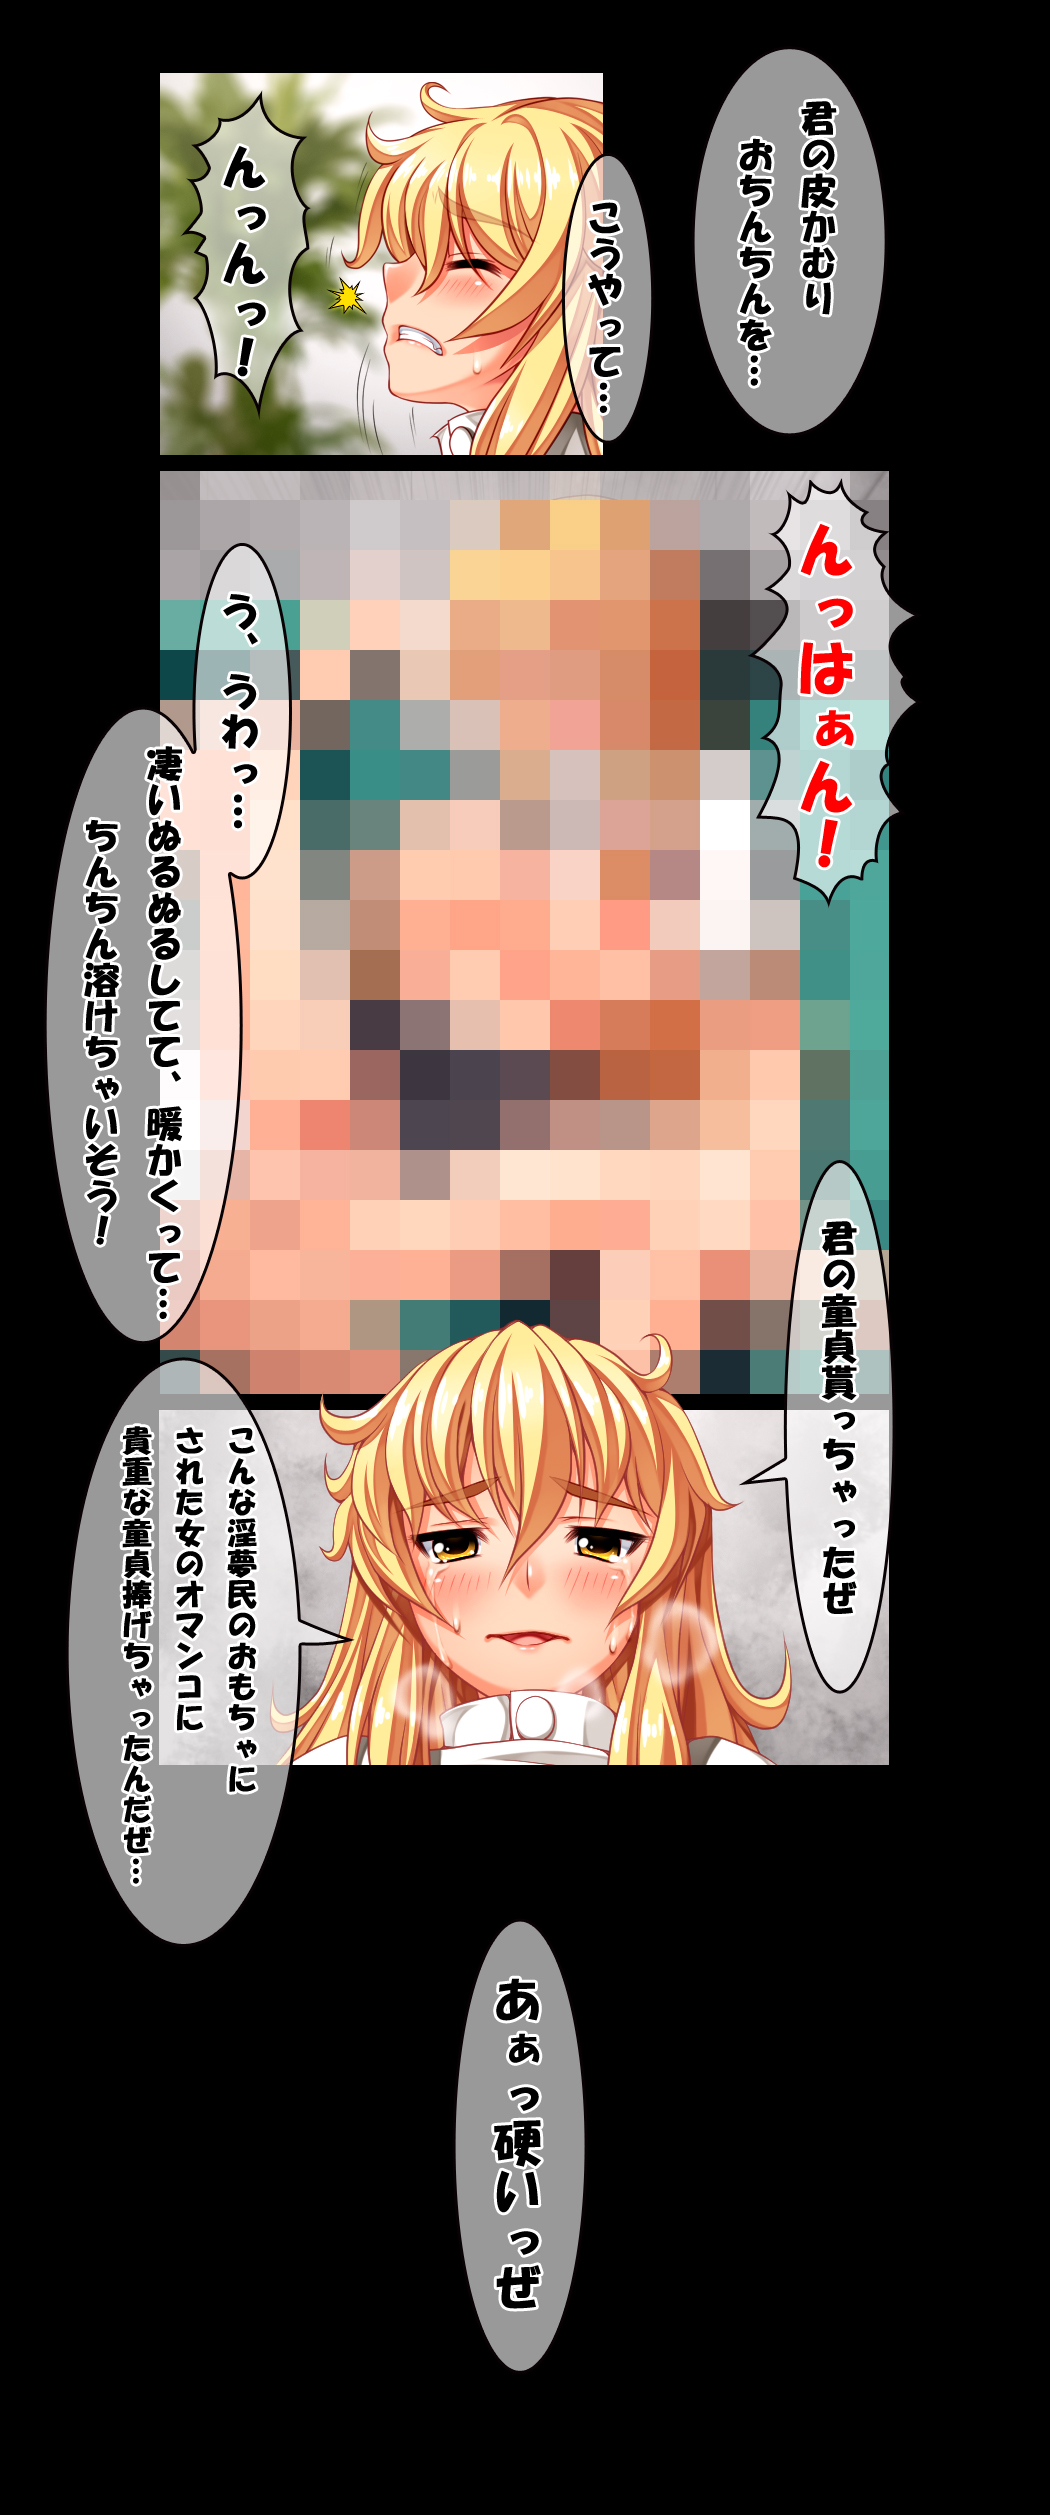 君の皮かむり
おちんちんを…
こうやって…
んっんっ！
んっはぁん！
う、うわっ…
凄いぬるぬるしてて、暖かくって…
ちんちん溶けちゃいそう！
君の童貞貰っちゃったぜ
こんな淫夢民のおもちゃに
された女のオマンコに
貴重な童貞捧げちゃったんだぜ…
あぁっ硬いっぜ